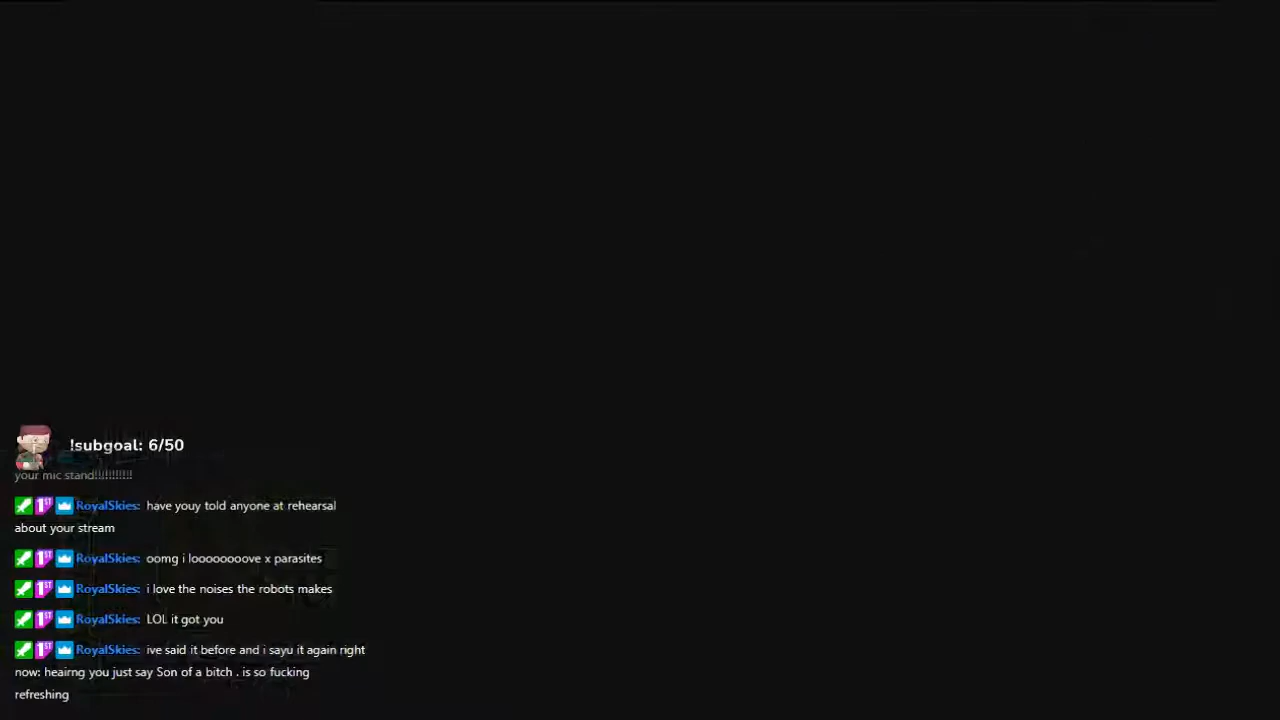 !subgoal: 6/50
your mic stand!!!!!!!!!!!
RoyalSkies: have youy told anyone at rehearsal
about your stream
RoyalSkies: oomg i loooooooove x parasites
RoyalSkies: i love the noises the robots makes
RoyalSkies: LOL it got you
RoyalSkies: ive said it before and i sayu it again right
now: heairng you just say Son of a bitch . is so fucking
refreshing